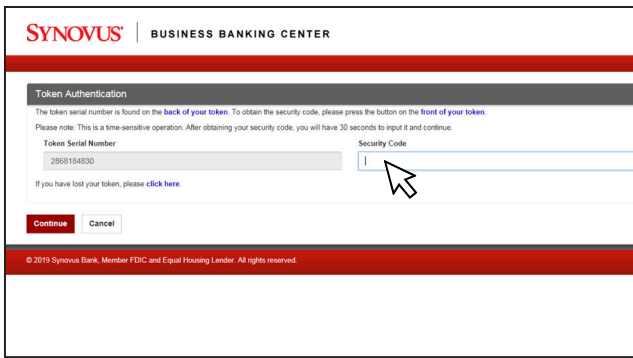 SYNOVUS® BUSINESS BANKING CENTER
Token Authentication
The token serial number is found on the back of your token. To obtain the security code, please press the button on the front of your token.
Please note: This is a time-sensitive operation. After obtaining your security code, you will have 30 seconds to input it and continue.
Token Serial Number Security Code
2868184830
If you have lost your token, please click here.
Continue Cancel
© 2019 Synovus Bank, Member FDIC and Equal Housing Lender. All rights reserved.